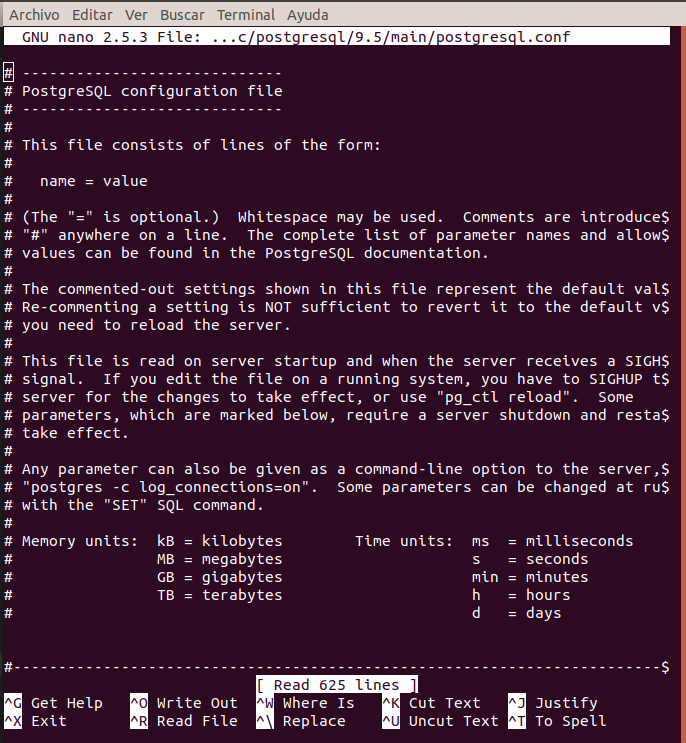 Archivo Editar Ver Buscar Terminal Ayuda
GNU nano 2.5.3 File: ...c/postgresql/9.5/main/postgresql.conf
# -----------------------------
# PostgreSQL configuration file
# -----------------------------
#
# This file consists of lines of the form:
#
#   name = value
#
# (The "=" is optional.)  Whitespace may be used.  Comments are introduce$
# "#" anywhere on a line.  The complete list of parameter names and allow$
# values can be found in the PostgreSQL documentation.
#
# The commented-out settings shown in this file represent the default val$
# Re-commenting a setting is NOT sufficient to revert it to the default v$
# you need to reload the server.
#
# This file is read on server startup and when the server receives a SIGH$
# signal.  If you edit the file on a running system, you have to SIGHUP t$
# server for the changes to take effect, or use "pg_ctl reload".  Some
# parameters, which are marked below, require a server shutdown and resta$
# take effect.
#
# Any parameter can also be given as a command-line option to the server,$
# "postgres -c log_connections=on".  Some parameters can be changed at ru$
# with the "SET" SQL command.
#
# Memory units:  kB = kilobytes        Time units:  ms  = milliseconds
#                MB = megabytes                     s   = seconds
#                GB = gigabytes                     min = minutes
#                TB = terabytes                     h   = hours
#                                                   d   = days
#------------------------------------------------------------------------$
[ Read 625 lines ]
^G Get Help   ^O Write Out  ^W Where Is   ^K Cut Text   ^J Justify
^X Exit       ^R Read File  ^\ Replace    ^U Uncut Text ^T To Spell